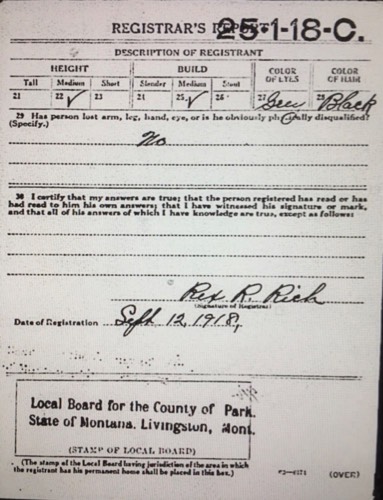 REGISTRAR'S REPORT 25-1-18-C.
DESCRIPTION OF REGISTRANT
HEIGHT BUILD COLOR OF EYES COLOR OF HAIR
Tall Medium Short Slender Medium Stout
21 22 ✓ 23 24 25 ✓ 26 27 Grey 28 Black
29 Has person lost arm, leg, hand, eye, or is he obviously physically disqualified?
(Specify.)
No
30 I certify that my answers are true; that the person registered has read or has
had read to him his own answers; that I have witnessed his signature or mark,
and that all of his answers of which I have knowledge are true, except as follows:
Rex R. Rich
(Signature of Registrar)
Date of Registration Sept 12, 1918,
Local Board for the County of Park.
State of Montana. Livingston, Mont.
(STAMP OF LOCAL BOARD)
(The stamp of the Local Board having jurisdiction of the area in which
the registrant has his permanent home shall be placed in this box.)
(OVER)